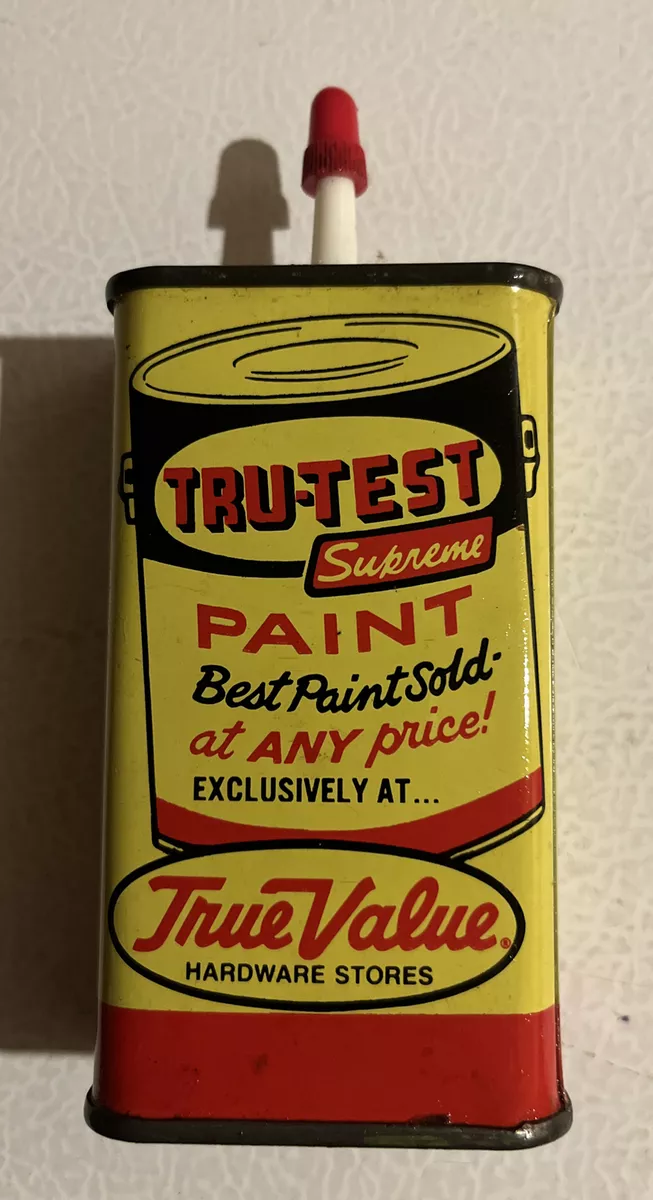 TRU-TEST
Supreme
PAINT
Best Paint Sold-
at ANY price!
EXCLUSIVELY AT...
True Value®
HARDWARE STORES